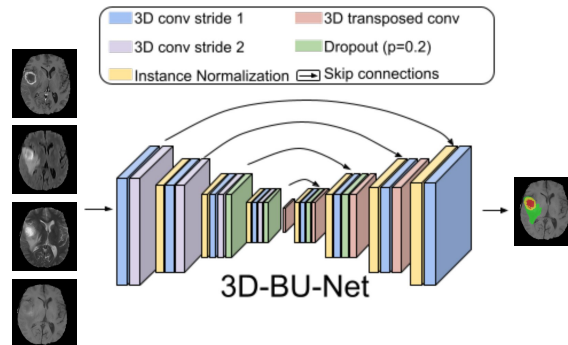 3D conv stride 1
3D transposed conv
3D conv stride 2
Dropout (p=0.2)
Instance Normalization
Skip connections
3D-BU-Net